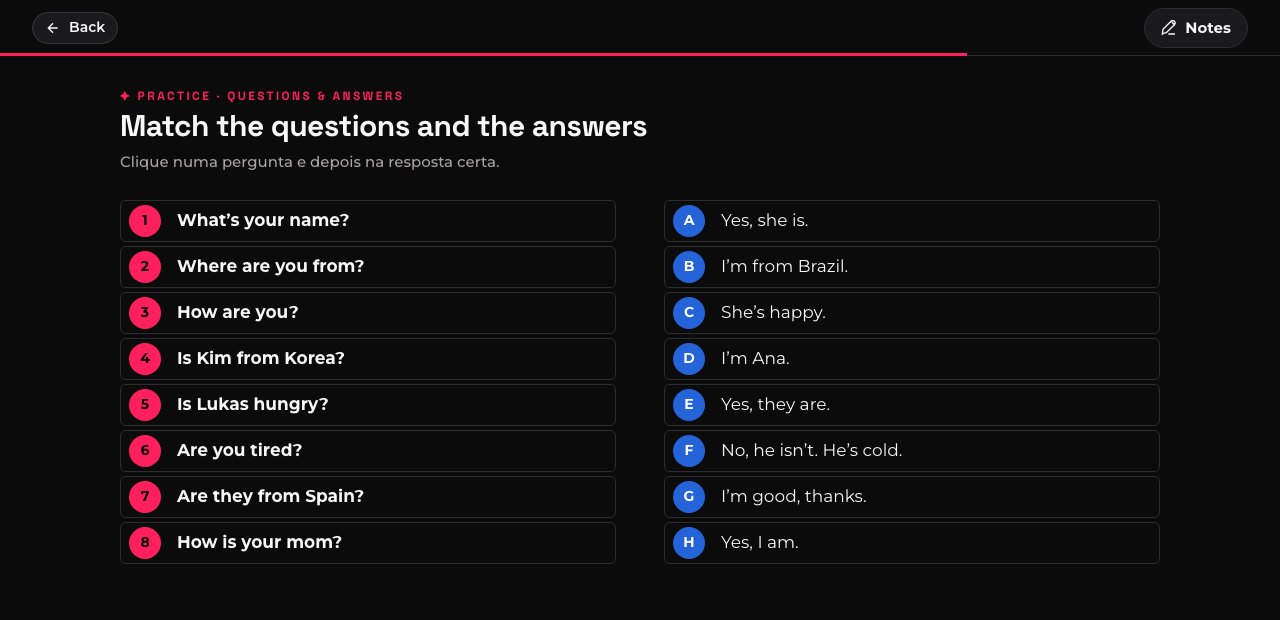 Back
Notes
PRACTICE · QUESTIONS & ANSWERS
Match the questions and the answers
Clique numa pergunta e depois na resposta certa.
1 What’s your name?
A Yes, she is.
2 Where are you from?
B I’m from Brazil.
3 How are you?
C She’s happy.
4 Is Kim from Korea?
D I’m Ana.
5 Is Lukas hungry?
E Yes, they are.
6 Are you tired?
F No, he isn’t. He’s cold.
7 Are they from Spain?
G I’m good, thanks.
8 How is your mom?
H Yes, I am.